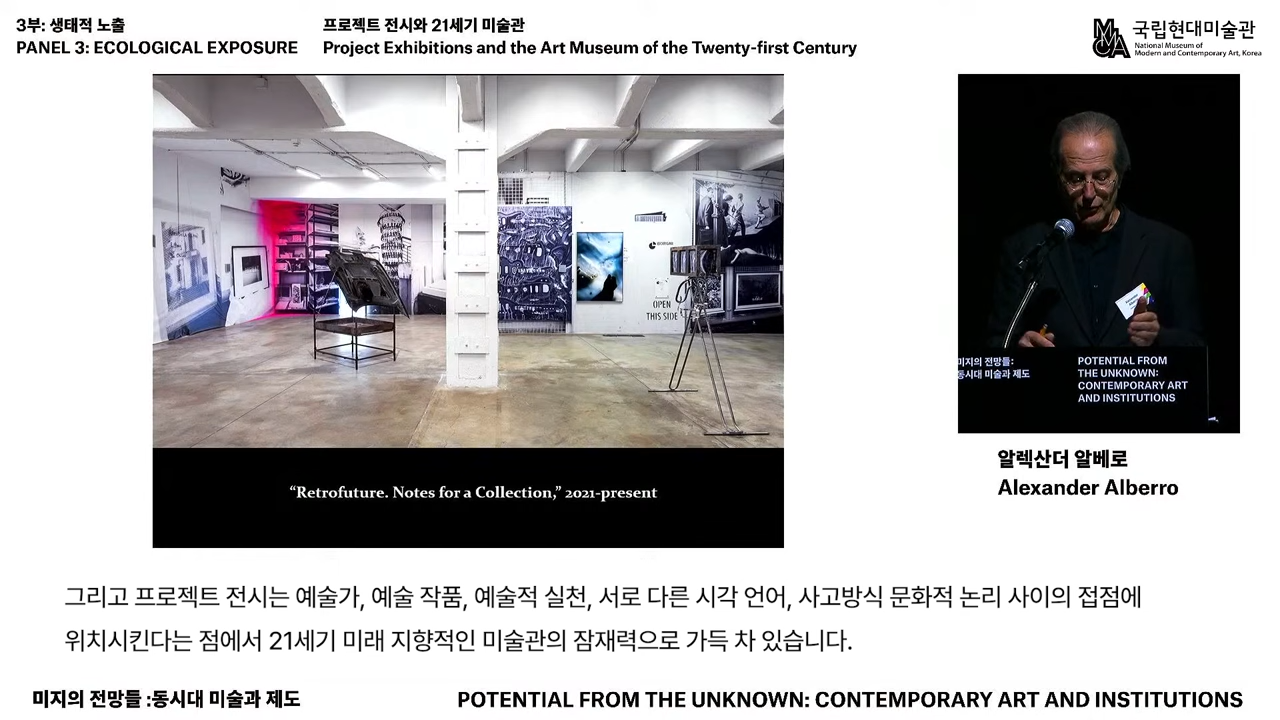 3부: 생태적 노출
PANEL 3: ECOLOGICAL EXPOSURE
프로젝트 전시와 21세기 미술관
Project Exhibitions and the Art Museum of the Twenty-first Century
MMCA
국립현대미술관
National Museum of
Modern and Contemporary Art, Korea
OPEN
THIS SIDE
“Retrofuture. Notes for a Collection,” 2021-present
미지의 전망들:
동시대 미술과 제도
POTENTIAL FROM
THE UNKNOWN:
CONTEMPORARY ART
AND INSTITUTIONS
알렉산더 알베로
Alexander Alberro
그리고 프로젝트 전시는 예술가, 예술 작품, 예술적 실천, 서로 다른 시각 언어, 사고방식 문화적 논리 사이의 접점에
위치시킨다는 점에서 21세기 미래 지향적인 미술관의 잠재력으로 가득 차 있습니다.
미지의 전망들 :동시대 미술과 제도
POTENTIAL FROM THE UNKNOWN: CONTEMPORARY ART AND INSTITUTIONS